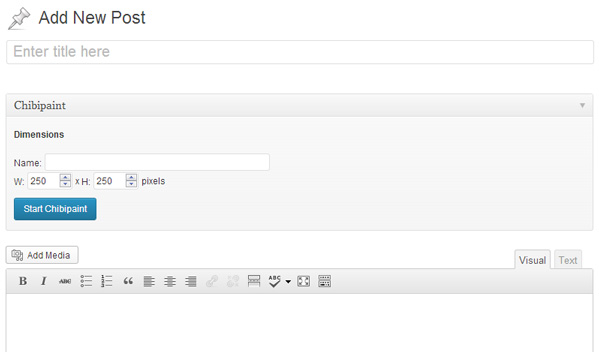 Add New Post
Enter title here
Chibipaint
Dimensions
Name:
W: 250 x H: 250 pixels
Start Chibipaint
Add Media
Visual Text
B I ABC ABC